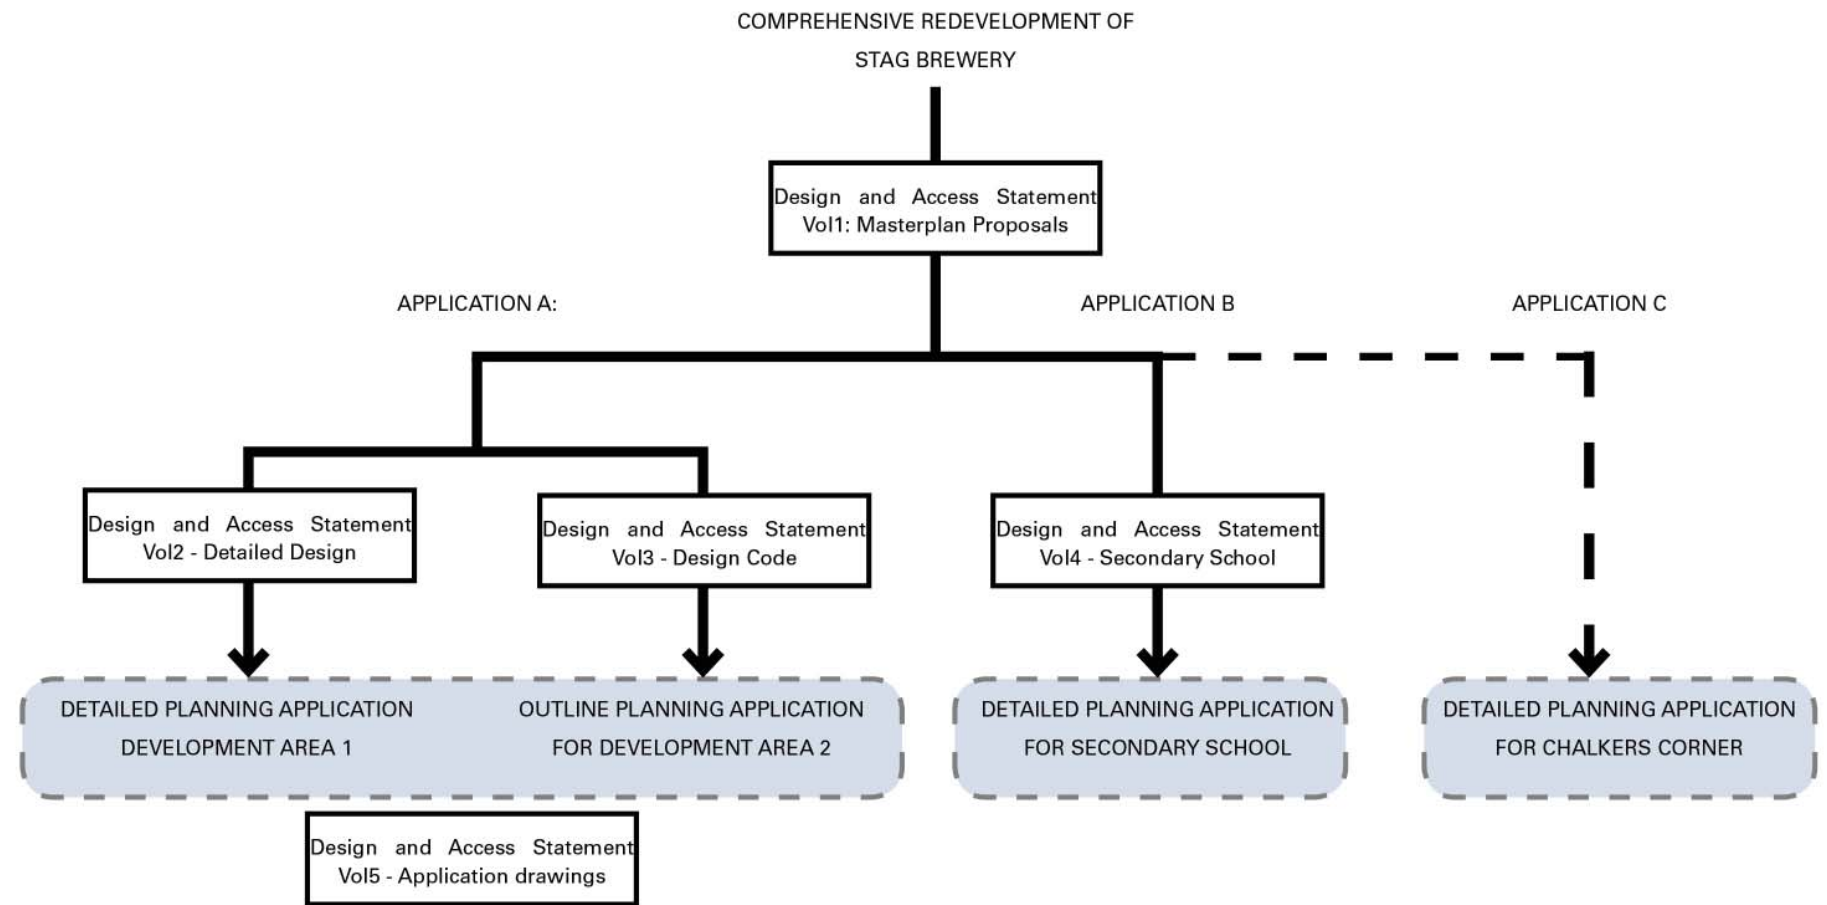 COMPREHENSIVE REDEVELOPMENT OF
STAG BREWERY
Design and Access Statement
Vol1: Masterplan Proposals
APPLICATION A:
APPLICATION B
APPLICATION C
Design and Access Statement
Vol2 - Detailed Design
Design and Access Statement
Vol3 - Design Code
Design and Access Statement
Vol4 - Secondary School
DETAILED PLANNING APPLICATION
DEVELOPMENT AREA 1
OUTLINE PLANNING APPLICATION
FOR DEVELOPMENT AREA 2
DETAILED PLANNING APPLICATION
FOR SECONDARY SCHOOL
DETAILED PLANNING APPLICATION
FOR CHALKERS CORNER
Design and Access Statement
Vol5 - Application drawings